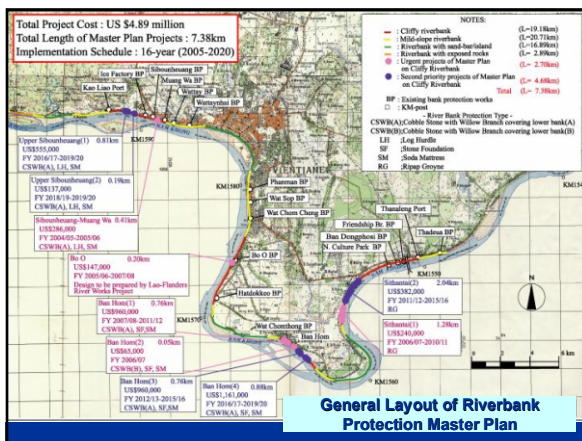 Total Project Cost : US $4.89 million
Total Length of Master Plan Projects : 7.38km
Implementation Schedule : 16-year (2005-2020)
NOTES:
: Cliffy riverbank (L=19.18km)
: Mild-slope riverbank (L=20.71km)
: Riverbank with sand-bar/island (L=16.89km)
: Riverbank with exposed rocks (L= 2.89km)
: Urgent projects of Master Plan on Cliffy Riverbank (L= 2.70km)
: Second priority projects of Master Plan on Cliffy Riverbank (L= 4.68km)
Total (L= 7.38km)
BP : Existing bank protection works
: KM-post
- River Bank Protection Type -
CSWB(A); Cobble Stone with Willow Branch covering lower bank(A)
CSWB(B); Cobble Stone with Willow Branch covering lower bank(B)
LH ; Log Hurdle
SF ; Stone Foundation
SM ; Soda Mattress
RG ; Ripap Groyne
Sibounheuang BP
Ice Factory BP
Muang Wa BP
Kao Liao Port
Wattay BP
Wattaynhai BP
KM1590
Upper Sibounheuang(1) 0.81km
US$555,000
FY 2016/17-2019/20
CSWB(A), LH, SM
Upper Sibounheuang(2) 0.19km
US$137,000
FY 2018/19-2019/20
CSWB(A), LH, SM
Sibounheuang-Muang Wa 0.41km
US$286,000
FY 2004/05-2005/06
CSWB(A), LH, SM
Bo O 0.20km
US$147,000
FY 2005/06-2007/08
Design to be prepared by Lao-Flanders
River Works Project
Ban Hom(1) 0.76km
US$960,000
FY 2007/08-2011/12
CSWB(A), SF,SM
Ban Hom(2) 0.05km
US$65,000
FY 2006/07
CSWB(B), SF, SM
Ban Hom(3) 0.76km
US$960,000
FY 2012/13-2015/16
CSWB(A), SF,SM
Ban Hom(4) 0.88km
US$1,161,000
FY 2016/17-2019/20
CSWB(A), SF, SM
VIENTIANE
KM1580
Phanman BP
Wat Sop BP
Wat Chom Cheng BP
Bo O BP
Hatdokkeo BP
KM1570
Wat Chomthong BP
Ban Hom
KM1560
Thanaleng Port
Friendship Br. BP
Thadeua BP
Ban Dongphosi BP
N. Culture Park BP
KM1550
Sithantai(2) 2.04km
US$382,000
FY 2011/12-2015/16
RG
Sithantai(1) 1.28km
US$240,000
FY 2006/07-2010/11
RG
6 km
General Layout of Riverbank
Protection Master Plan